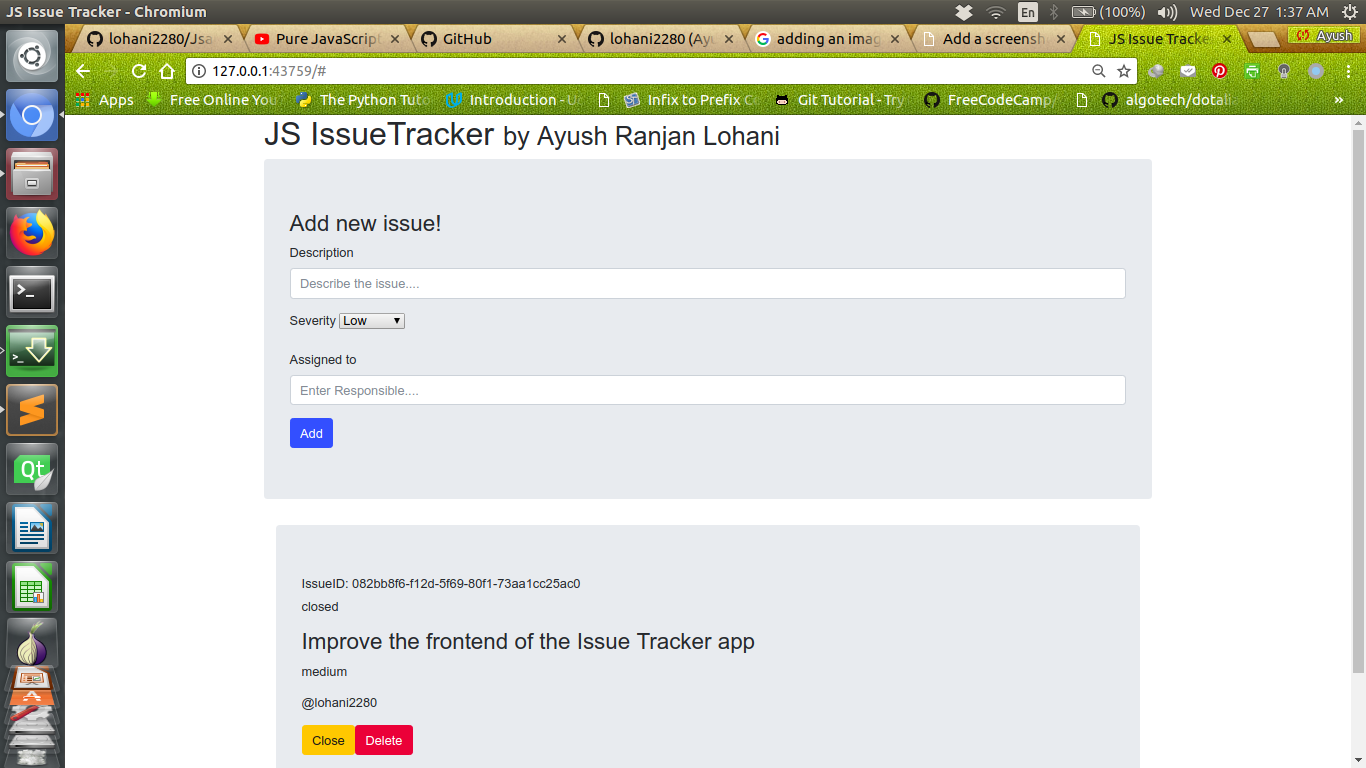 JS Issue Tracker - Chromium
En
(100%)
Wed Dec 27 1:37 AM
lohani2280/Jsa
Pure JavaScript
GitHub
lohani2280 (Ayu
adding an imag
Add a screensh
JS Issue Tracke
Ayush
127.0.0.1:43759/#
Apps
Free Online You
The Python Tuto
Introduction - U
Infix to Prefix C
Git Tutorial - Try
FreeCodeCamp/
algotech/dotali
»
JS IssueTracker by Ayush Ranjan Lohani
Add new issue!
Description
Describe the issue....
Severity Low
Assigned to
Enter Responsible....
Add
IssueID: 082bb8f6-f12d-5f69-80f1-73aa1cc25ac0
closed
Improve the frontend of the Issue Tracker app
medium
@lohani2280
Close Delete
>_
>_
Qt